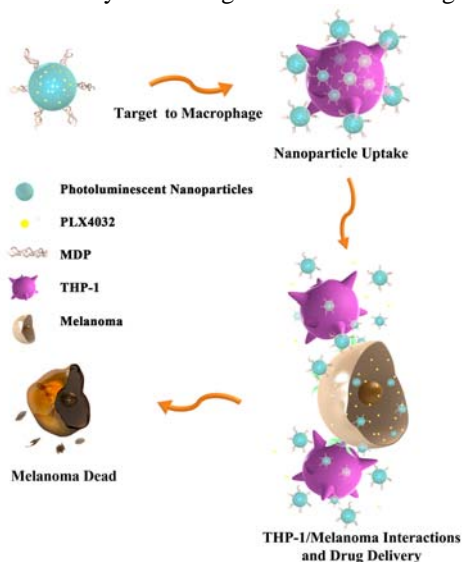 Target to Macrophage
Nanoparticle Uptake
Photoluminescent Nanoparticles
PLX4032
MDP
THP-1
Melanoma
Melanoma Dead
THP-1/Melanoma Interactions
and Drug Delivery